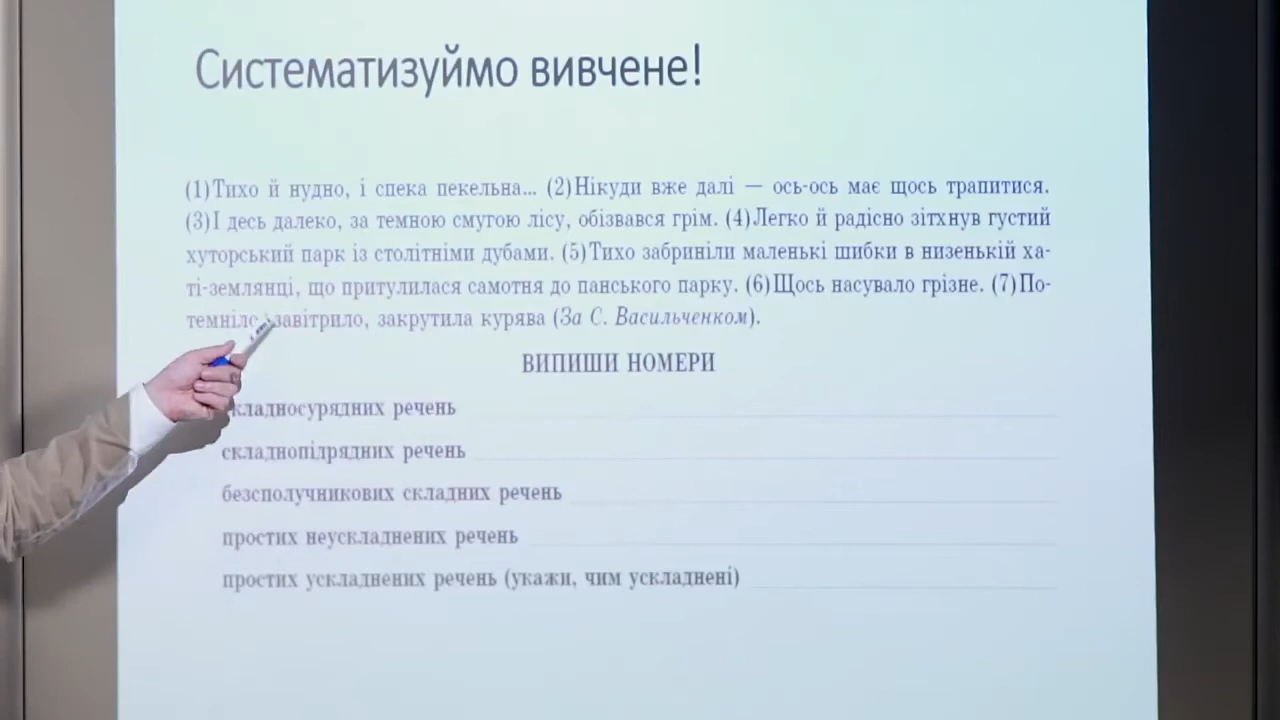 Систематизуймо вивчене!
(1)Тихо й нудно, і спека пекельна... (2)Нікуди вже далі — ось-ось має щось трапитися.
(3)І десь далеко, за темною смугою лісу, обізвався грім. (4)Легко й радісно зітхнув густий
хуторський парк із столітніми дубами. (5)Тихо забриніли маленькі шибки в низенькій ха-
ті-землянці, що притулилася самотня до панського парку. (6)Щось насувало грізне. (7)По-
темніло, завітрило, закрутила курява (За С. Васильченком).
ВИПИШИ НОМЕРИ
кладносурядних речень
складнопідрядних речень
безсполучникових складних речень
простих неускладнених речень
простих ускладнених речень (укажи, чим ускладнені)